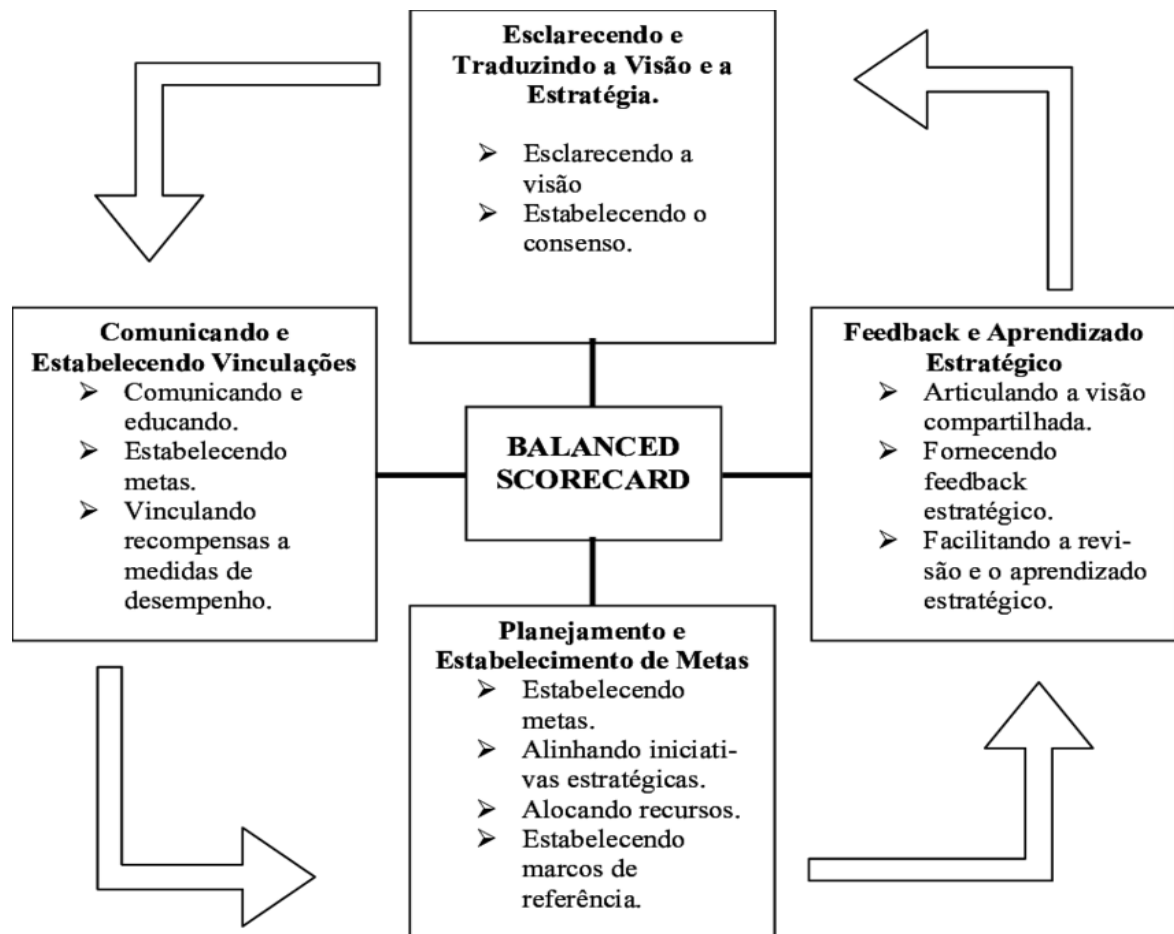 Esclarecendo e
Traduzindo a Visão e a
Estratégia.
➢ Esclarecendo a
visão
➢ Estabelecendo o
consenso.
Comunicando e
Estabelecendo Vinculações
➢ Comunicando e
educando.
➢ Estabelecendo
metas.
➢ Vinculando
recompensas a
medidas de
desempenho.
BALANCED
SCORECARD
Feedback e Aprendizado
Estratégico
➢ Articulando a visão
compartilhada.
➢ Fornecendo
feedback
estratégico.
➢ Facilitando a revi-
são e o aprendizado
estratégico.
Planejamento e
Estabelecimento de Metas
➢ Estabelecendo
metas.
➢ Alinhando iniciati-
vas estratégicas.
➢ Alocando recursos.
➢ Estabelecendo
marcos de
referência.